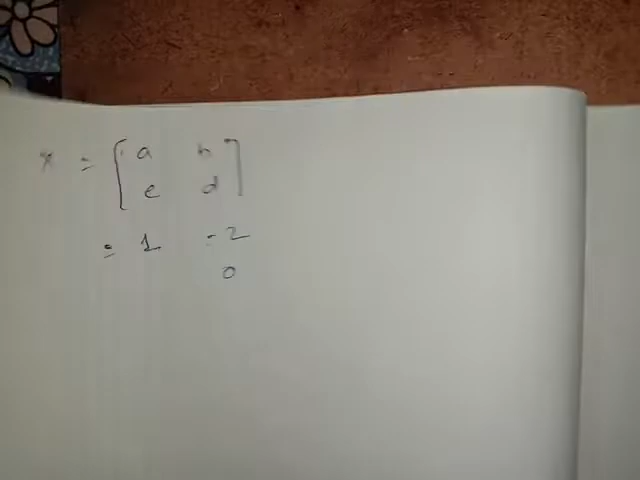 x = [ a h ]
e d
= 1 = 2
0